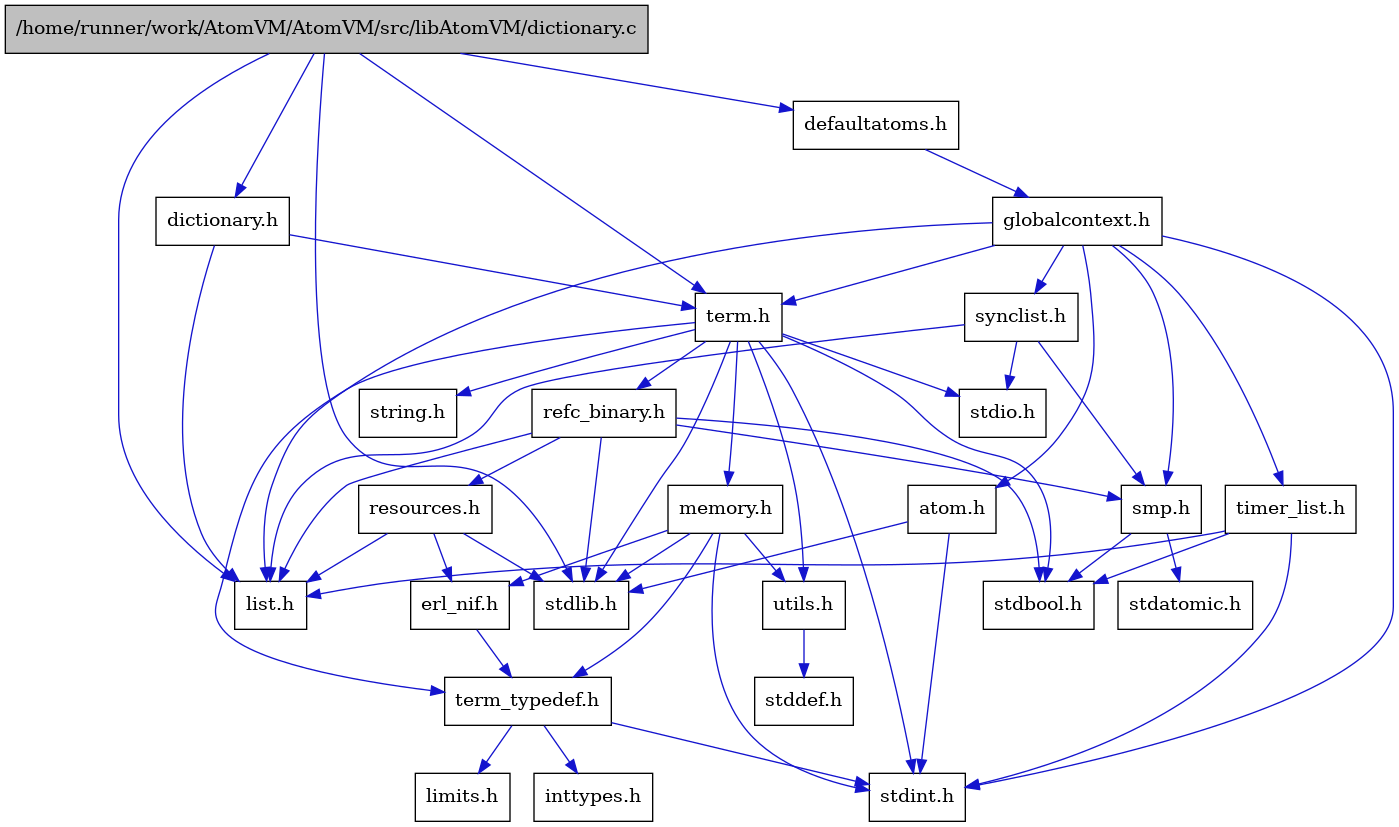 /home/runner/work/AtomVM/AtomVM/src/libAtomVM/dictionary.c
defaultatoms.h
dictionary.h
globalcontext.h
term.h
synclist.h
string.h
refc_binary.h
stdio.h
resources.h
memory.h
atom.h
smp.h
timer_list.h
list.h
erl_nif.h
stdlib.h
utils.h
stdbool.h
stdatomic.h
term_typedef.h
stddef.h
limits.h
inttypes.h
stdint.h